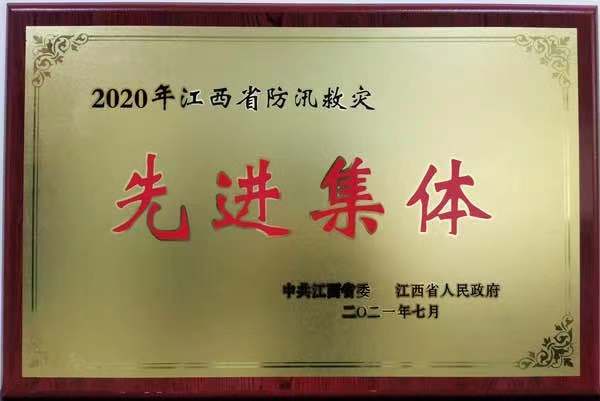 2020年江西省防汛救灾
先进集体
中共江西省委 江西省人民政府
二〇二一年七月